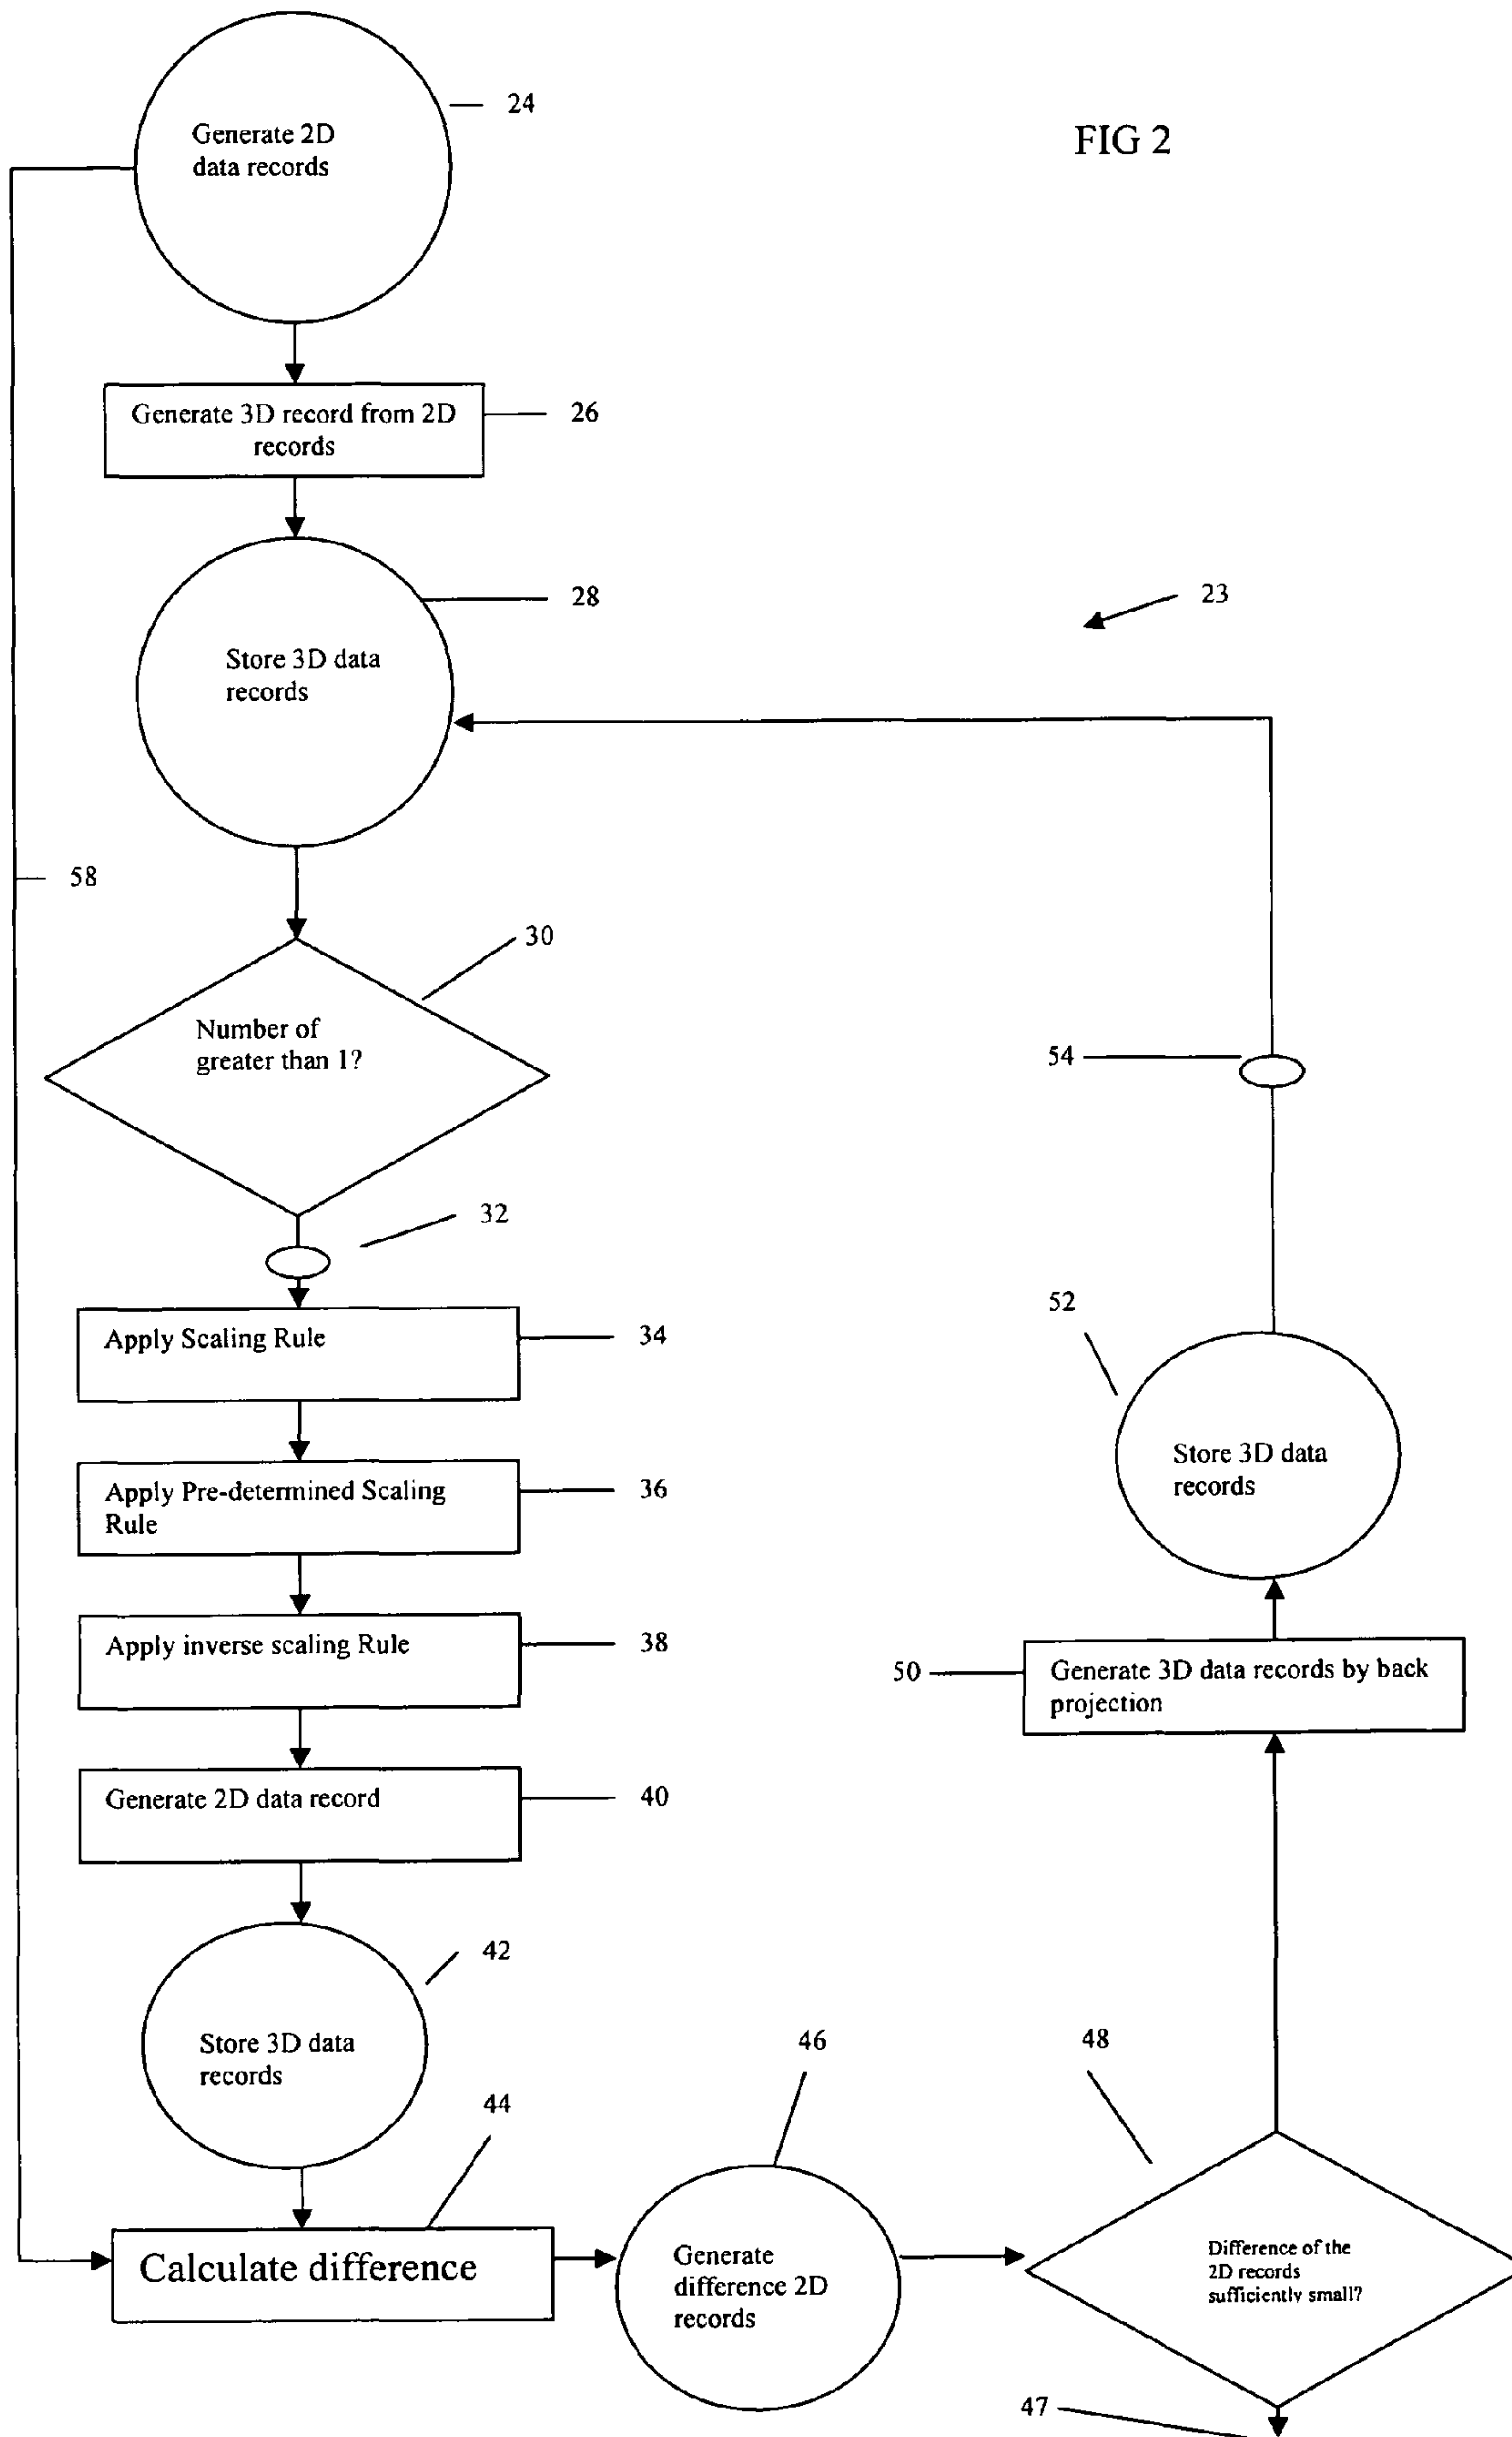 Generate 2D
data records
24
FIG 2
Generate 3D record from 2D
records
26
28
Store 3D data
records
23
58
30
Number of
greater than 1?
54
32
Apply Scaling Rule
34
52
Store 3D data
records
Apply Pre-determined Scaling
Rule
36
Apply inverse scaling Rule
38
50
Generate 3D data records by back
projection
Generate 2D data record
40
42
Store 3D data
records
44
46
48
Calculate difference
Generate
difference 2D
records
Difference of the
2D records
sufficiently small?
47